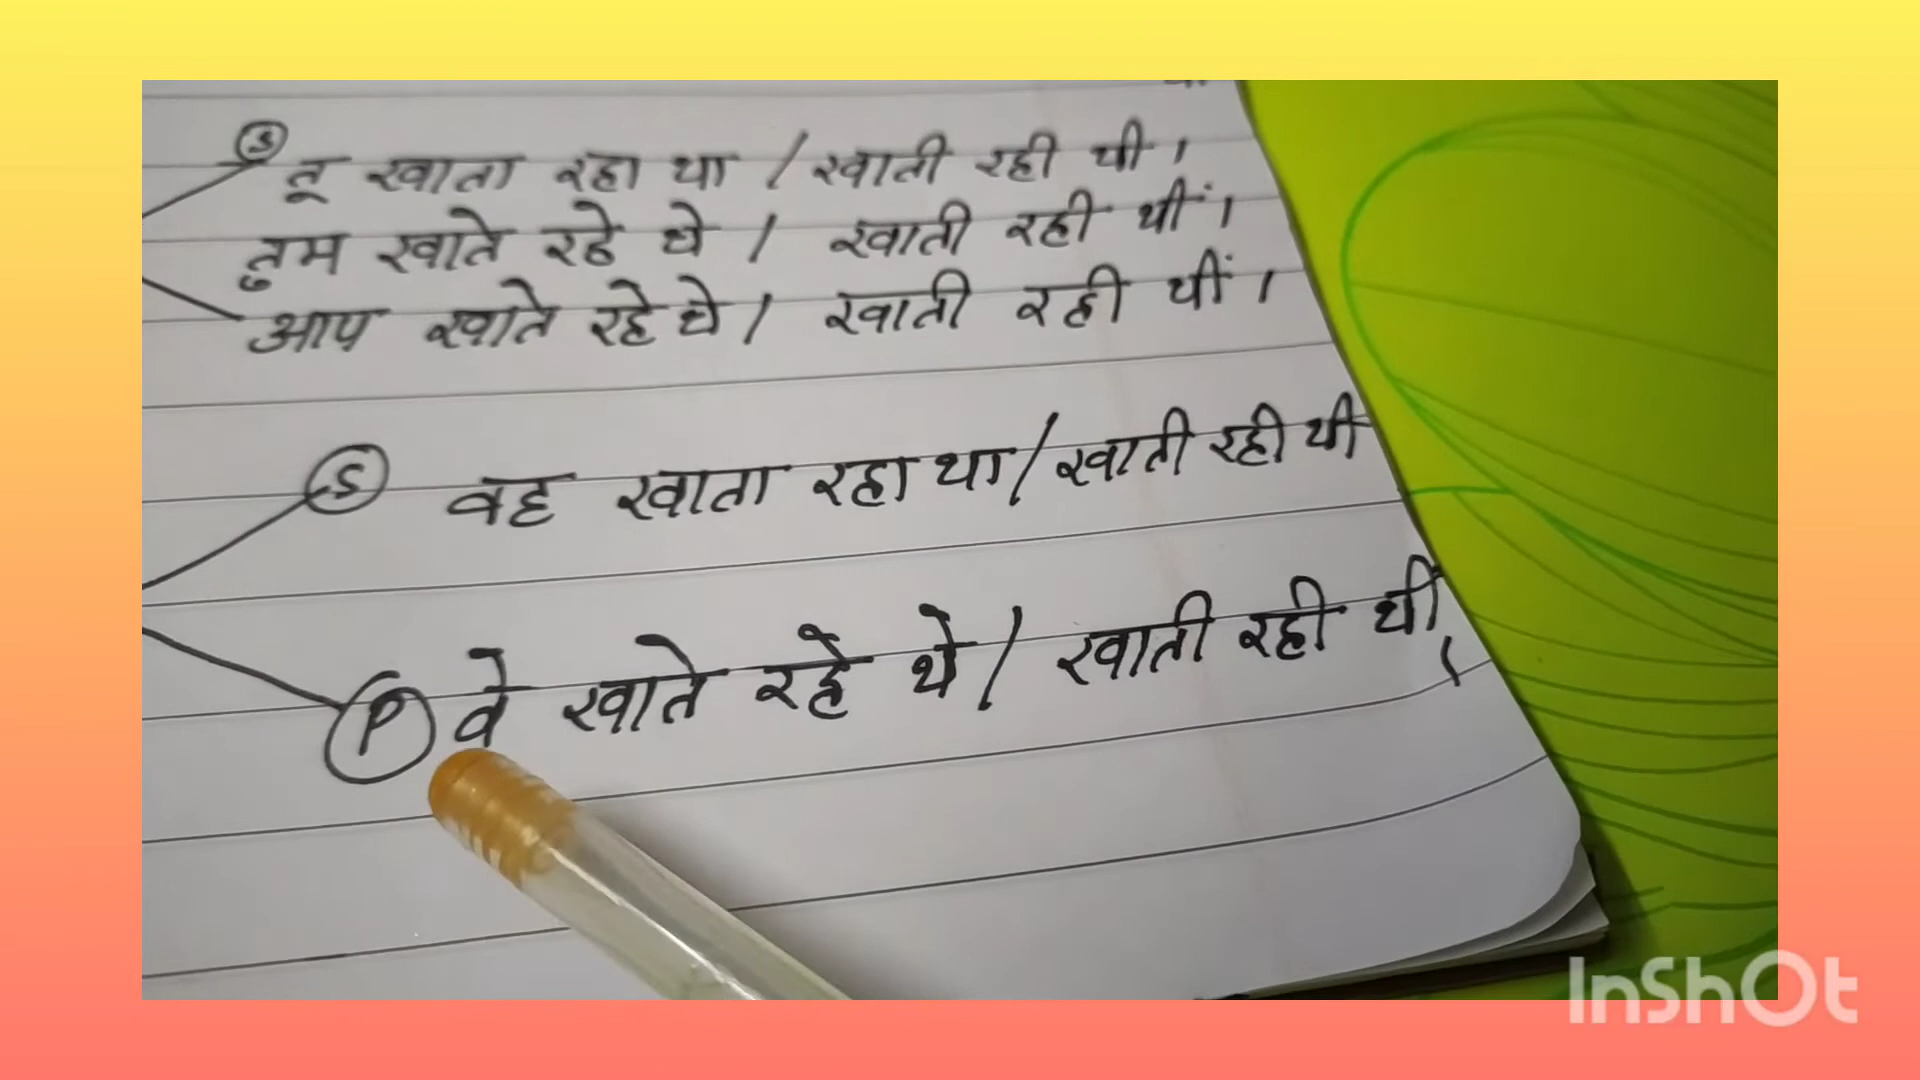 (S) तू खाता रहा था / खाती रही थी।
तुम खाते रहे थे / खाती रही थीं।
आप खाते रहे थे / खाती रही थीं।
(S) वह खाता रहा था / खाती रही थी
(P) वे खाते रहे थे / खाती रही थीं।
InShOt